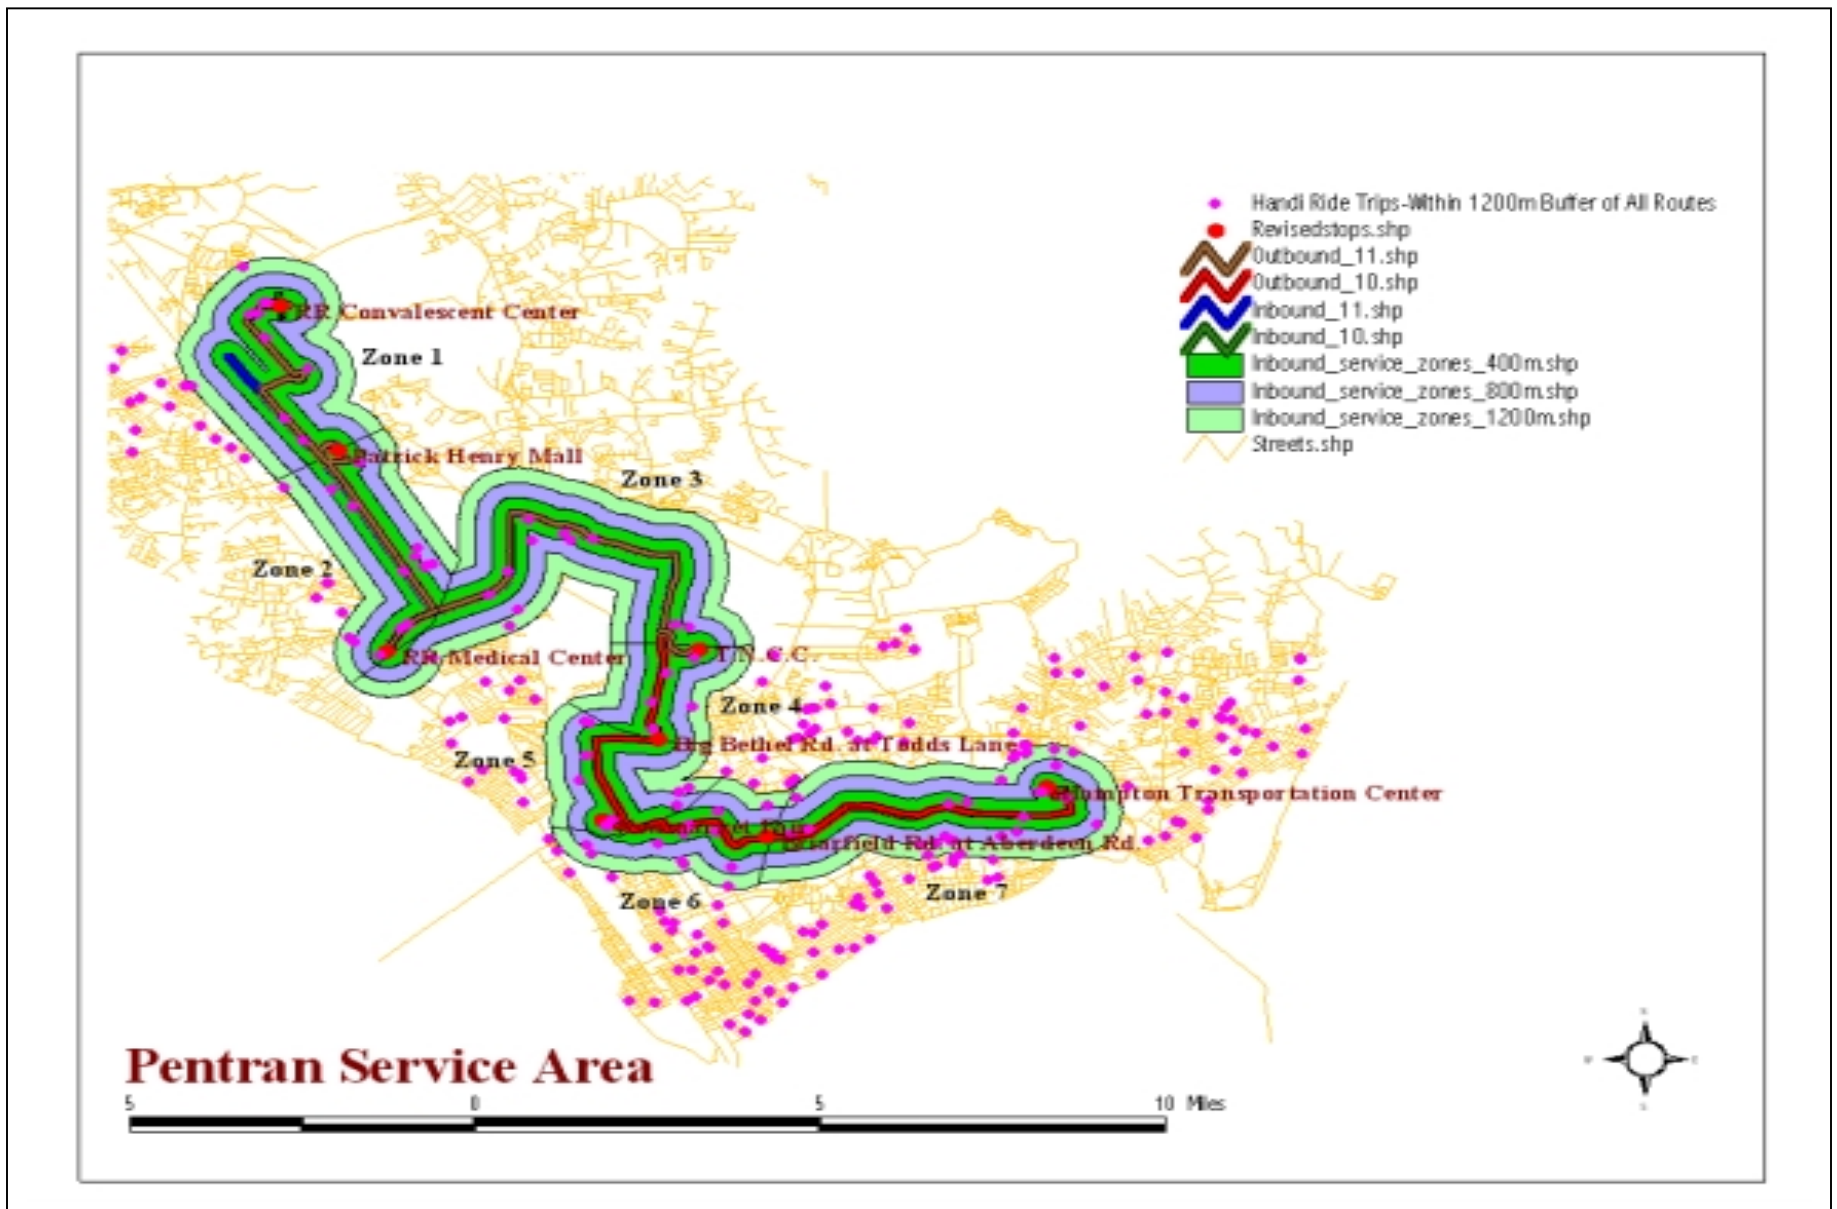 Handi Ride Trips-Within 1200m Buffer of All Routes
Revisedstops.shp
Outbound_11.shp
Outbound_10.shp
Inbound_11.shp
Inbound_10.shp
Inbound_service_zones_400m.shp
Inbound_service_zones_800m.shp
Inbound_service_zones_1200m.shp
Streets.shp
RR Convalescent Center
Zone 1
Patrick Henry Mall
Zone 3
Zone 2
RR Medical Center
T.N.C.C.
Zone 4
Big Bethel Rd. at Todds Lane
Zone 5
Hampton Transportation Center
Briarfield Rd. at Aberdeen Rd.
Zone 6
Zone 7
Pentran Service Area
5 0 5 10 Miles